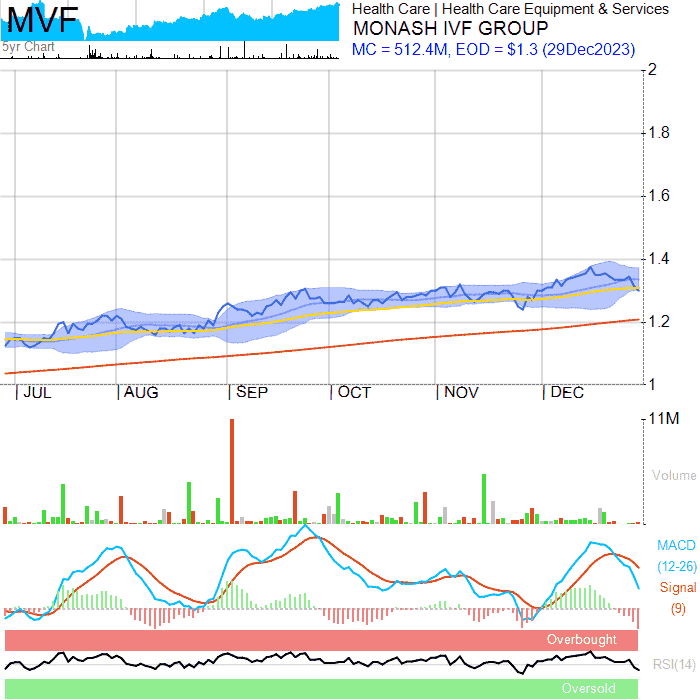 MVF
5yr Chart
Health Care | Health Care Equipment & Services
MONASH IVF GROUP
MC = 512.4M, EOD = $1.3 (29Dec2023)
2
1.8
1.6
1.4
1.2
1
JUL AUG SEP OCT NOV DEC
11M
Volume
MACD
(12-26)
Signal
(9)
Overbought
RSI(14)
Oversold